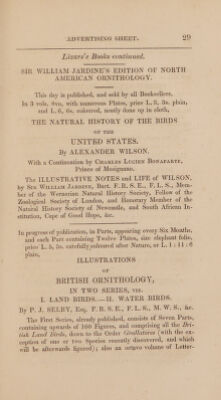 ADVERTISING SHEET. 29
Lizars's Books continued.
SIR WILLIAM JARDINE'S EDITION OF NORTH
AMERICAN ORNITHOLOGY.
This day is published, and sold by all Booksellers,
In 3 vols. 8vo, with numerous Plates, price L.3, 3s. plain,
and L.6, 6s. coloured, neatly done up in cloth,
THE NATURAL HISTORY OF THE BIRDS
OF THE
UNITED STATES.
By ALEXANDER WILSON.
With a Continuation by CHARLES LUCIEN BONAPARTE,
Prince of Musignano.
The ILLUSTRATIVE NOTES and LIFE of WILSON,
by SIR WILLIAM JARDINE, Bart. F.R.S.E., F.L.S., Mem-
ber of the Wernerian Natural History Society, Fellow of the
Zoological Society of London, and Honorary Member of the
Natural History Society of Newcastle, and South African In-
stitution, Cape of Good Hope, &c.
In progress of publication, in Parts, appearing every Six Months,
and each Part containing Twelve Plates, size elephant folio,
price L.5, 5s. carefully coloured after Nature, or L.1:11:6
plain,
ILLUSTRATIONS
OF
BRITISH ORNITHOLOGY,
IN TWO SERIES, viz.
I. LAND BIRDS.—II. WATER BIRDS.
By P. J. SELBY, Esq. F.R.S.E., F.L.S., M.W.S., &c.
The First Series, already published, consists of Seven Parts,
containing upwards of 160 Figures, and comprising all the Bri-
tish Land Birds, down to the Order Grallatores (with the ex-
ception of one or two Species recently discovered, and which
will be afterwards figured); also an octavo volume of Letter-